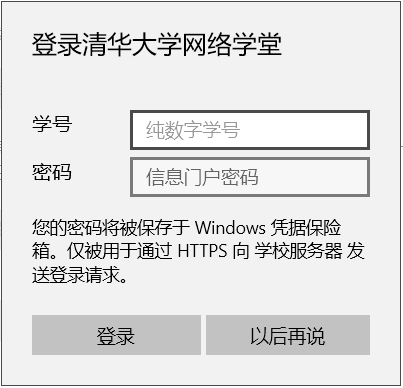 登录清华大学网络学堂
学号
纯数字学号
密码
信息门户密码
您的密码将被保存于 Windows 凭据保险
箱。仅被用于通过 HTTPS 向 学校服务器 发
送登录请求。
登录
以后再说